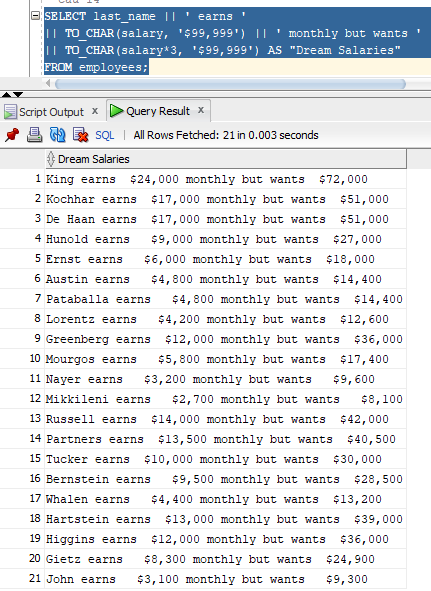 SELECT last_name || ' earns '
|| TO_CHAR(salary, '$99,999') || ' monthly but wants '
|| TO_CHAR(salary*3, '$99,999') AS "Dream Salaries"
FROM employees;
Script Output x Query Result x
SQL | All Rows Fetched: 21 in 0.003 seconds
Dream Salaries
1 King earns  $24,000 monthly but wants  $72,000
2 Kochhar earns  $17,000 monthly but wants  $51,000
3 De Haan earns  $17,000 monthly but wants  $51,000
4 Hunold earns   $9,000 monthly but wants  $27,000
5 Ernst earns   $6,000 monthly but wants  $18,000
6 Austin earns   $4,800 monthly but wants  $14,400
7 Pataballa earns   $4,800 monthly but wants  $14,400
8 Lorentz earns   $4,200 monthly but wants  $12,600
9 Greenberg earns  $12,000 monthly but wants  $36,000
10 Mourgos earns   $5,800 monthly but wants  $17,400
11 Nayer earns   $3,200 monthly but wants   $9,600
12 Mikkileni earns   $2,700 monthly but wants   $8,100
13 Russell earns  $14,000 monthly but wants  $42,000
14 Partners earns  $13,500 monthly but wants  $40,500
15 Tucker earns  $10,000 monthly but wants  $30,000
16 Bernstein earns   $9,500 monthly but wants  $28,500
17 Whalen earns   $4,400 monthly but wants  $13,200
18 Hartstein earns  $13,000 monthly but wants  $39,000
19 Higgins earns  $12,000 monthly but wants  $36,000
20 Gietz earns   $8,300 monthly but wants  $24,900
21 John earns   $3,100 monthly but wants   $9,300